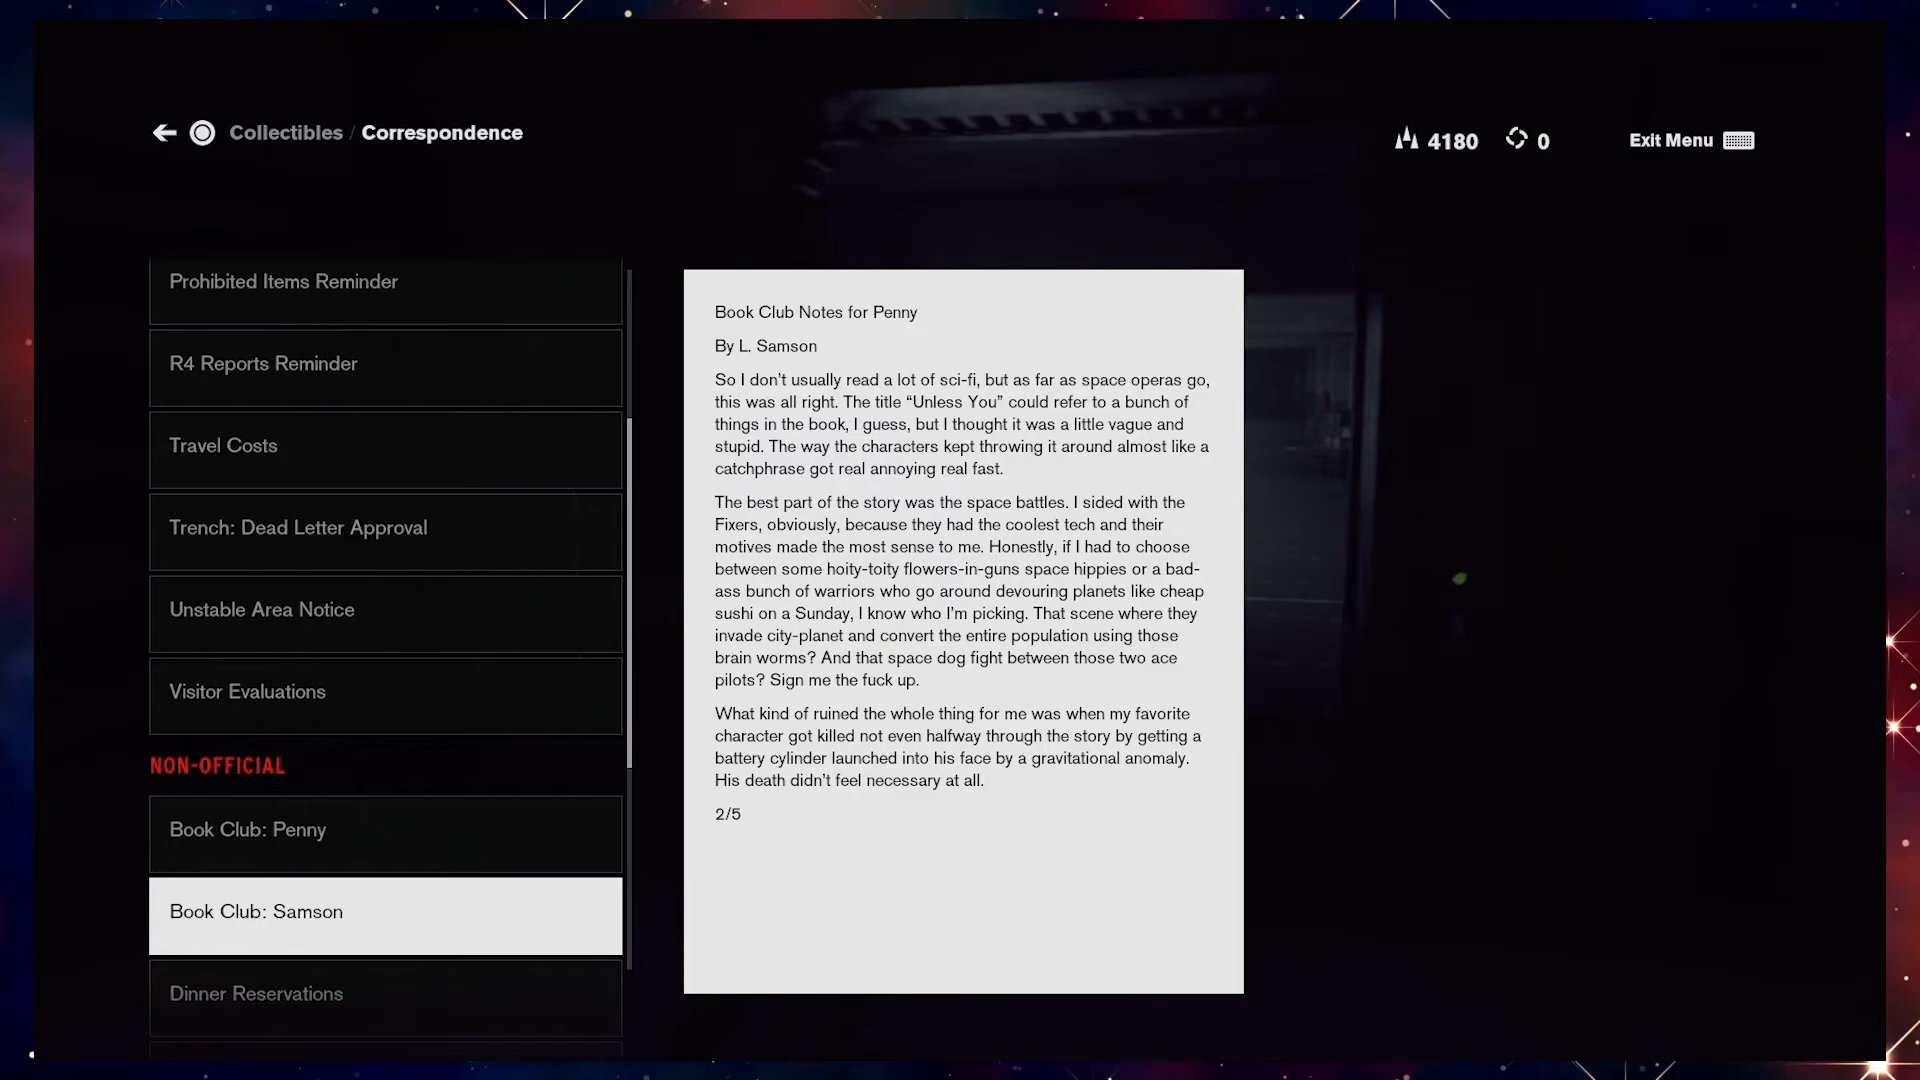 Collectibles / Correspondence
4180
0
Exit Menu
Prohibited Items Reminder
R4 Reports Reminder
Travel Costs
Trench: Dead Letter Approval
Unstable Area Notice
Visitor Evaluations
NON-OFFICIAL
Book Club: Penny
Book Club: Samson
Dinner Reservations
Book Club Notes for Penny
By L. Samson
So I don’t usually read a lot of sci-fi, but as far as space operas go,
this was all right. The title “Unless You” could refer to a bunch of
things in the book, I guess, but I thought it was a little vague and
stupid. The way the characters kept throwing it around almost like a
catchphrase got real annoying real fast.
The best part of the story was the space battles. I sided with the
Fixers, obviously, because they had the coolest tech and their
motives made the most sense to me. Honestly, if I had to choose
between some hoity-toity flowers-in-guns space hippies or a bad-
ass bunch of warriors who go around devouring planets like cheap
sushi on a Sunday, I know who I’m picking. That scene where they
invade city-planet and convert the entire population using those
brain worms? And that space dog fight between those two ace
pilots? Sign me the fuck up.
What kind of ruined the whole thing for me was when my favorite
character got killed not even halfway through the story by getting a
battery cylinder launched into his face by a gravitational anomaly.
His death didn’t feel necessary at all.
2/5